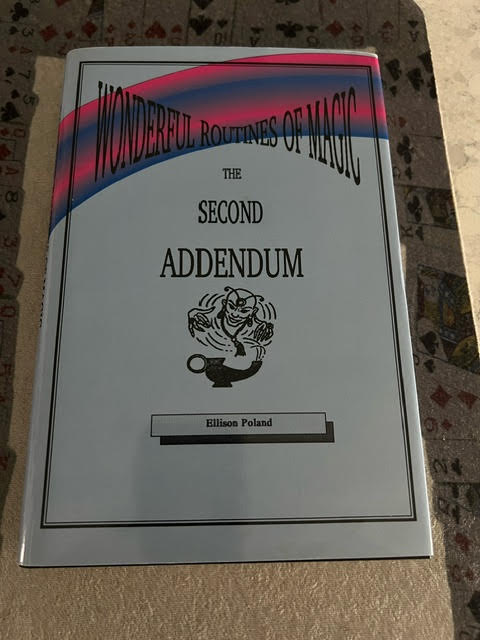 WONDERFUL ROUTINES OF MAGIC
THE
SECOND
ADDENDUM
Ellison Poland